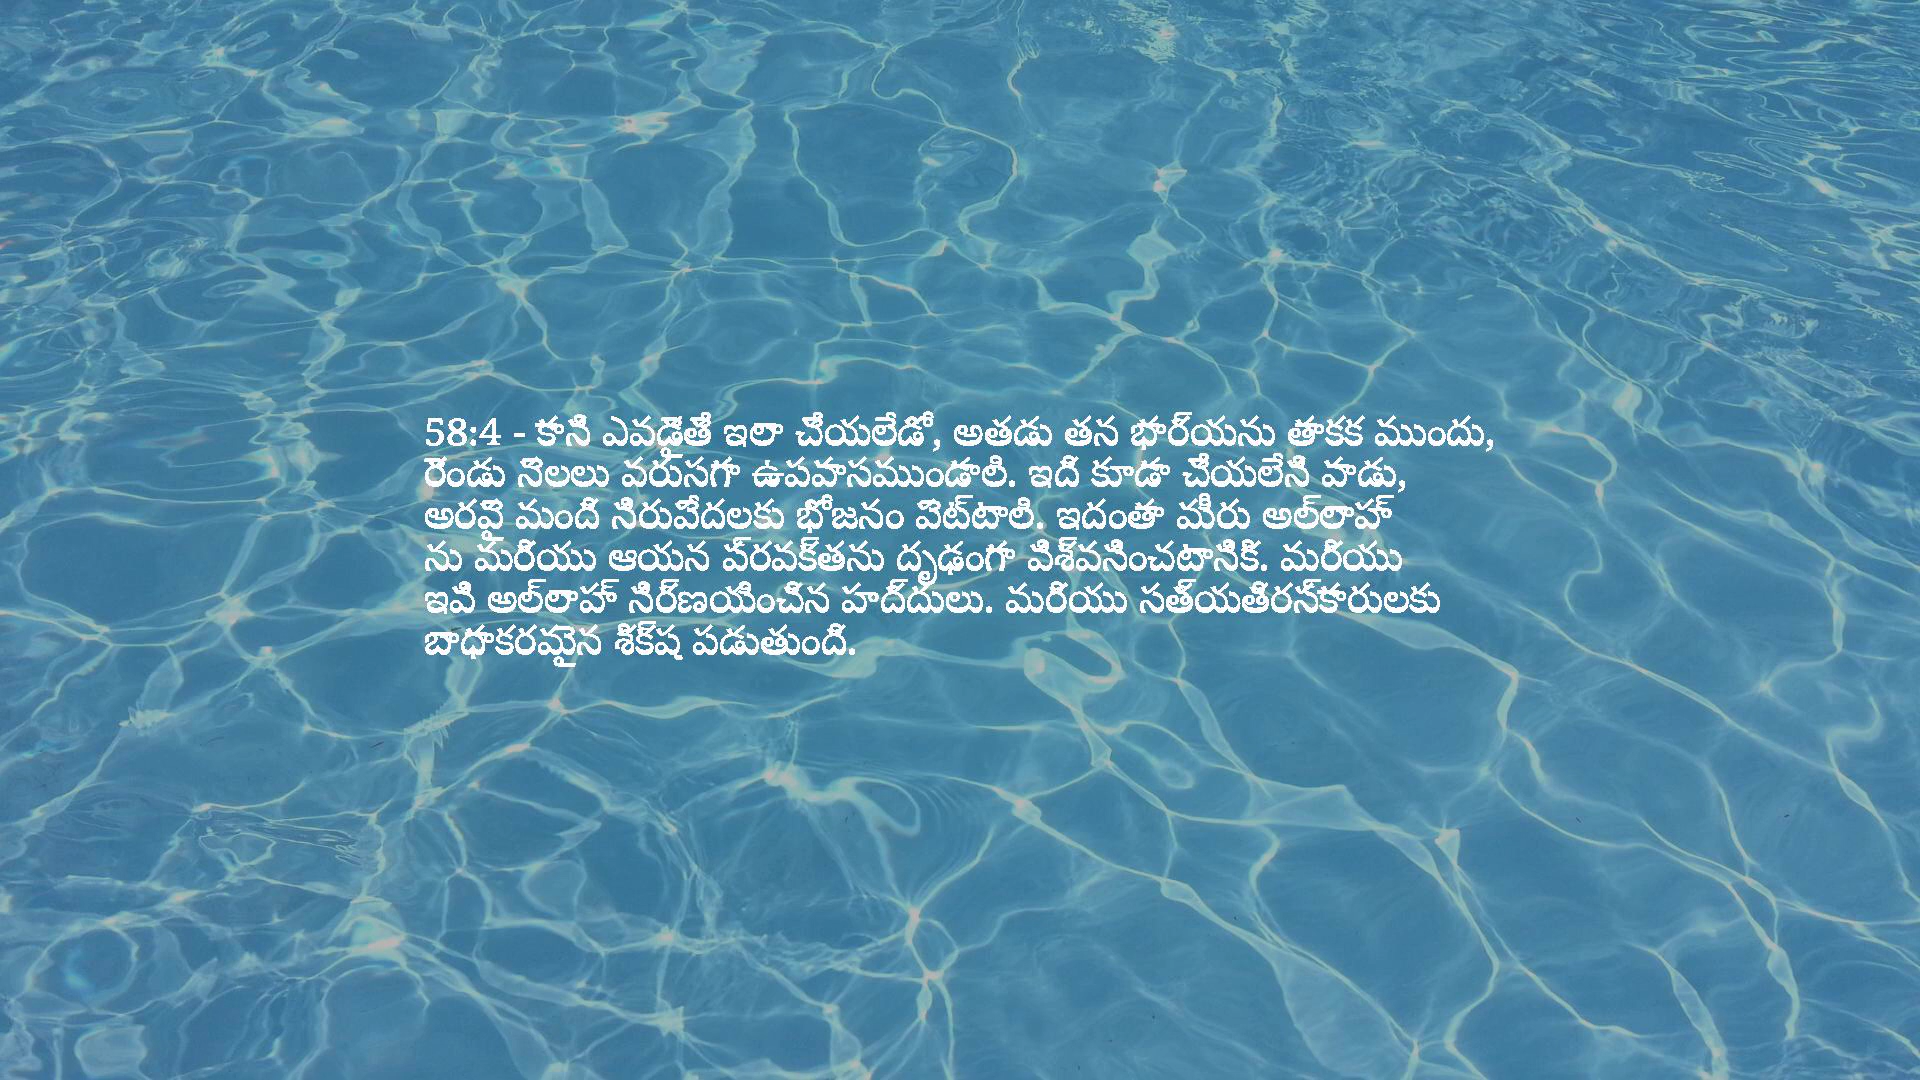 58:4 - కాని ఎవడైతే ఇలా చేయలేడో, అతడు తన భార్యను తాకక ముందు,
రెండు నెలలు వరుసగా ఉపవాసముండాలి. ఇది కూడా చేయలేని వాడు,
అరవై మంది నిరుపేదలకు భోజనం పెట్టాలి. ఇదంతా మీరు అల్లాహ్
ను మరియు ఆయన ప్రవక్తను దృఢంగా విశ్వసించటానికి. మరియు
ఇవి అల్లాహ్ నిర్ణయించిన హద్దులు. మరియు సత్యతిరస్కారులకు
బాధాకరమైన శిక్ష పడుతుంది.